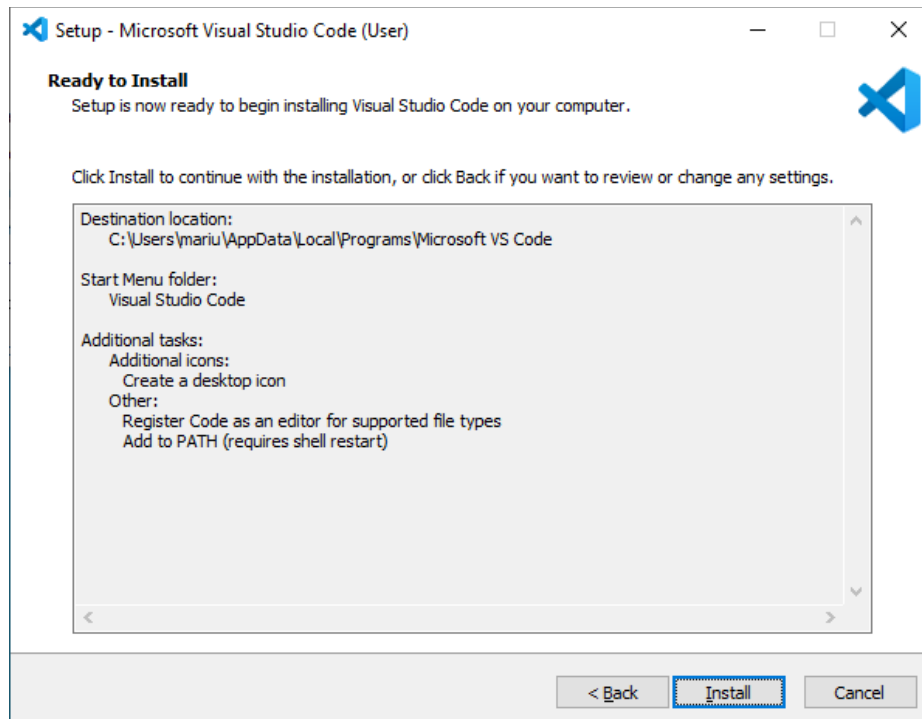 Setup - Microsoft Visual Studio Code (User)
Ready to Install
Setup is now ready to begin installing Visual Studio Code on your computer.
Click Install to continue with the installation, or click Back if you want to review or change any settings.
Destination location:
C:\Users\mariu\AppData\Local\Programs\Microsoft VS Code
Start Menu folder:
Visual Studio Code
Additional tasks:
Additional icons:
Create a desktop icon
Other:
Register Code as an editor for supported file types
Add to PATH (requires shell restart)
< Back Install Cancel